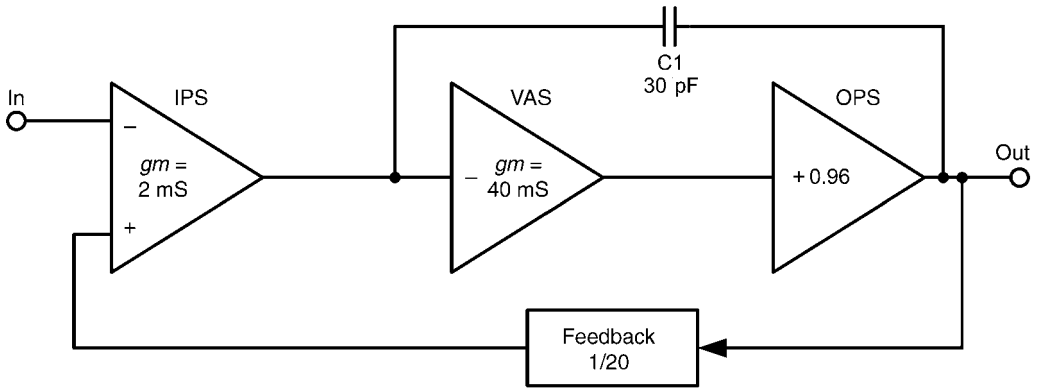 C1
30 pF
In
IPS
VAS
OPS
−
gm =
2 mS
+
−
gm =
40 mS
+ 0.96
Out
Feedback
1/20